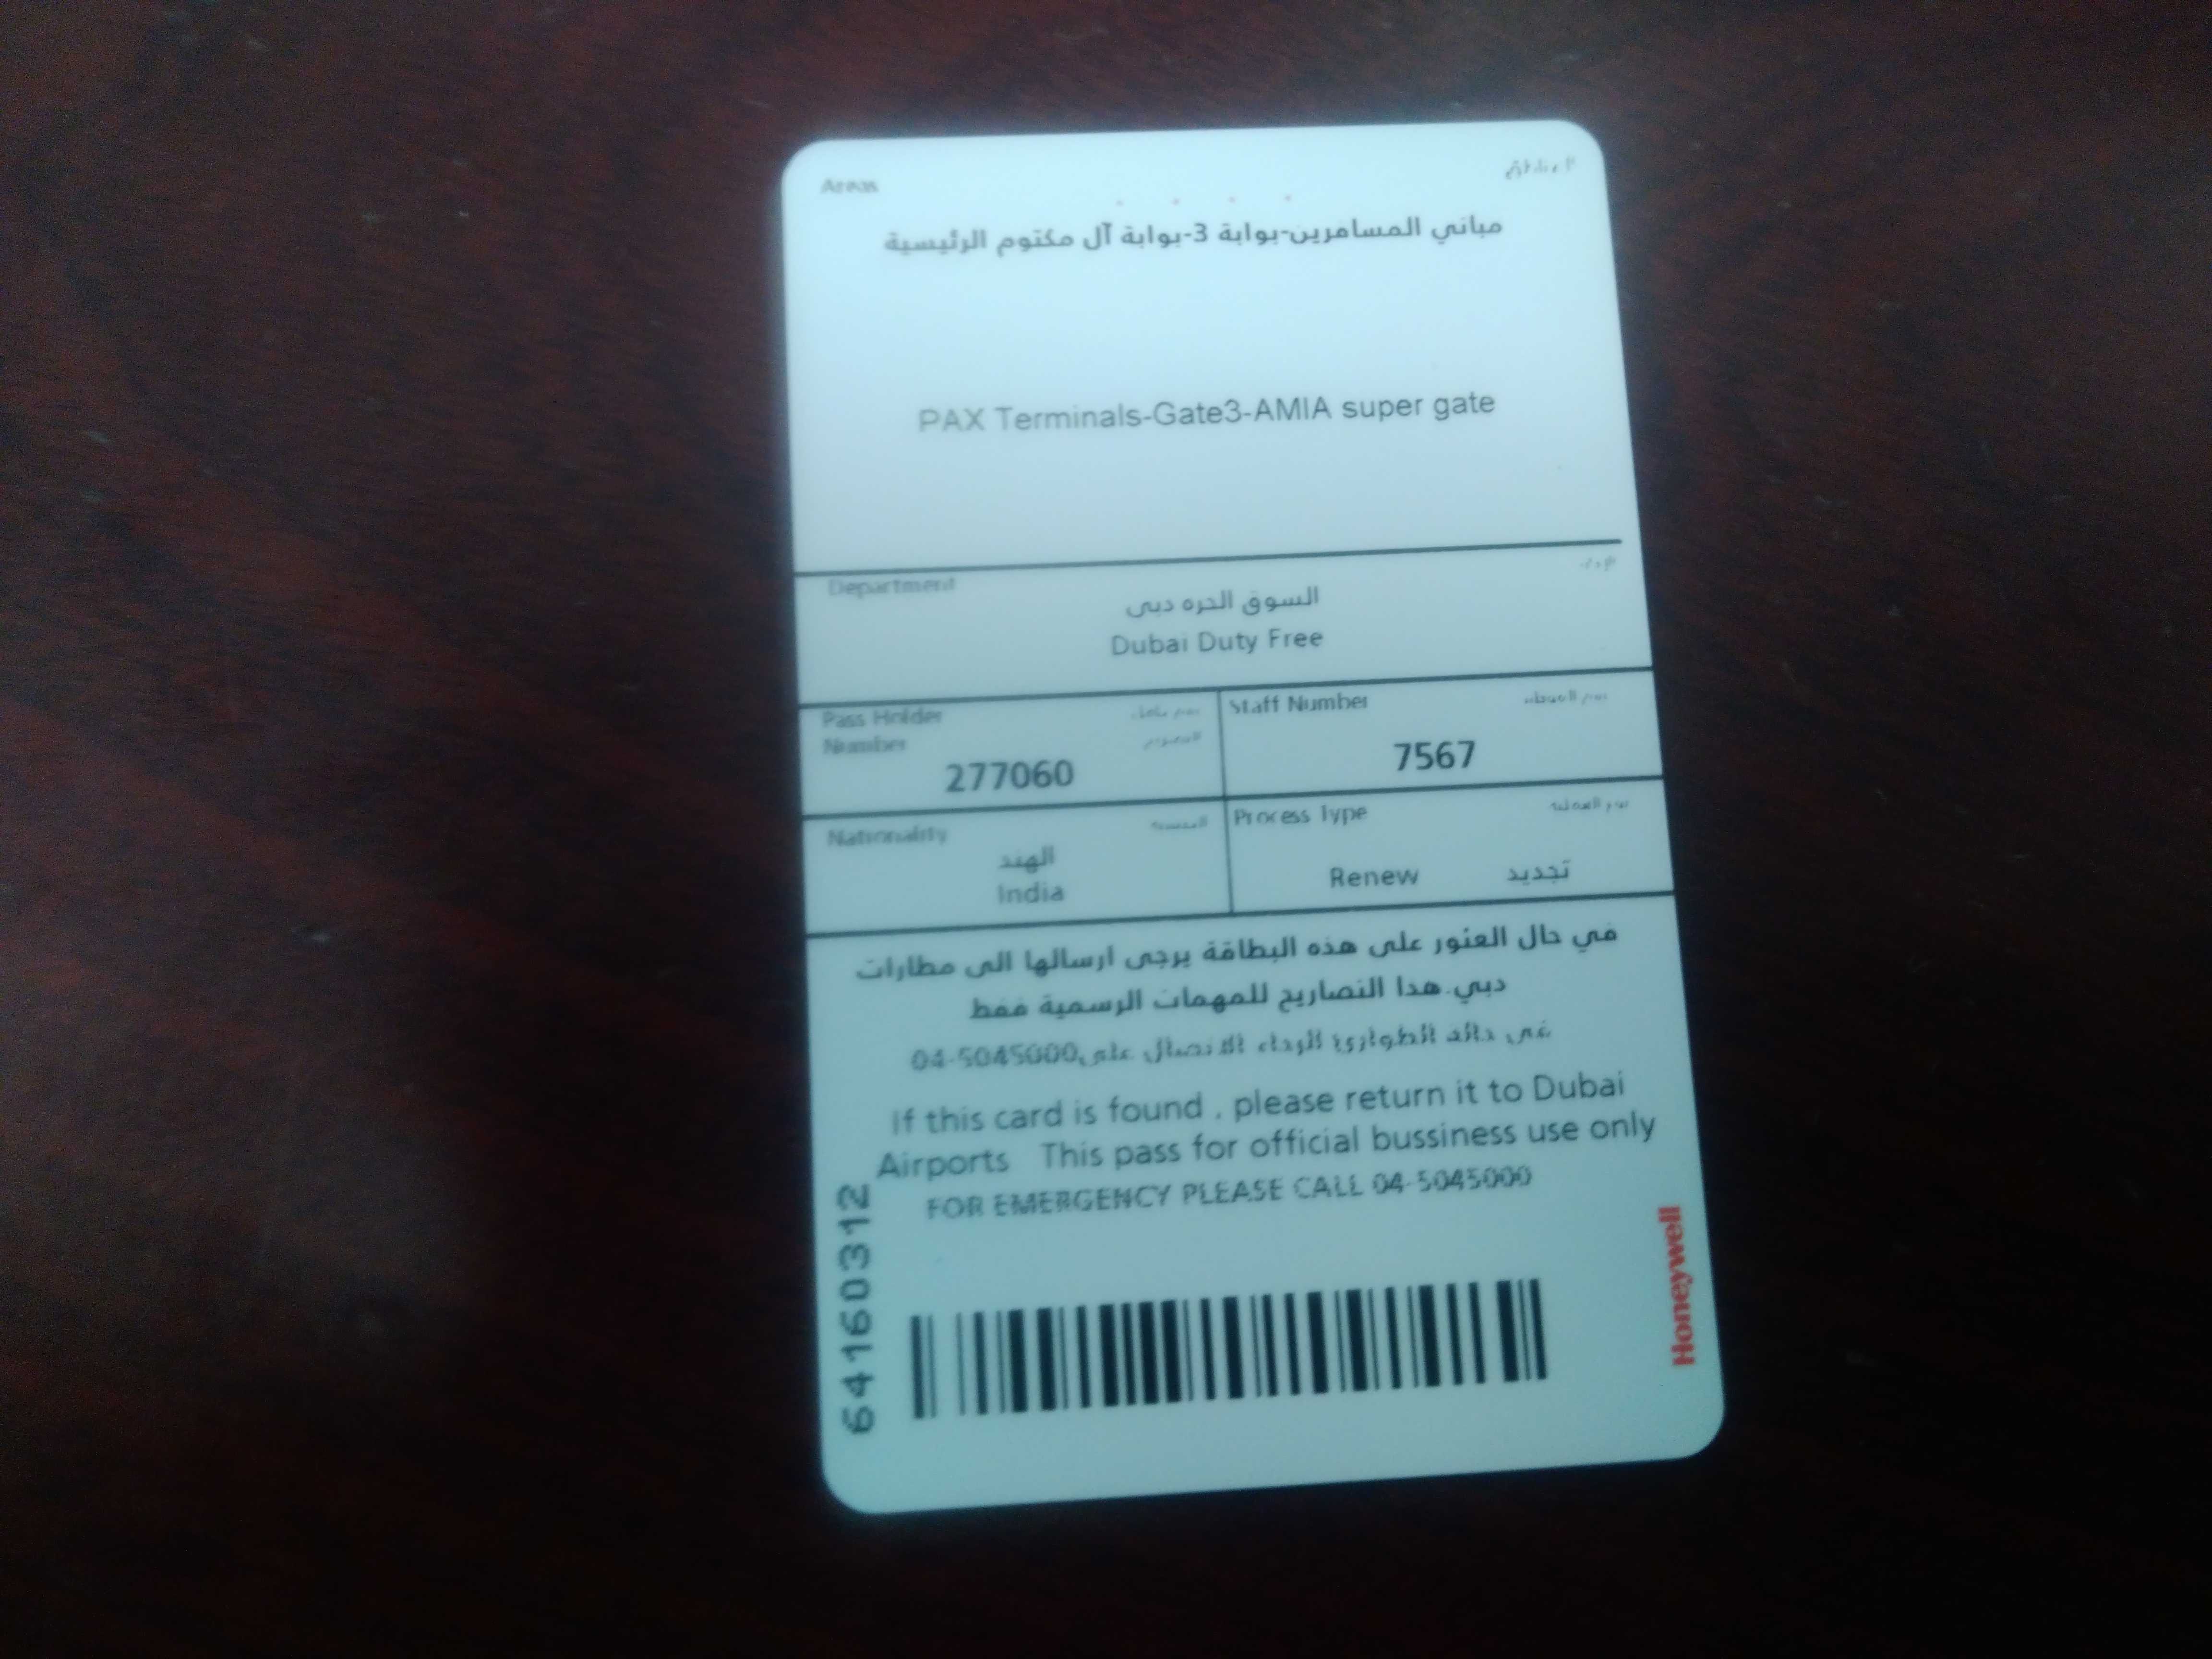 Areas
المناطق
مباني المسافرين-بوابة 3-بوابة آل مكتوم الرئيسية
PAX Terminals-Gate3-AMIA super gate
Department
السوق الحره دبى
Dubai Duty Free
Pass Holder
Number
277060
Staff Number
7567
Nationality
الهند
India
Process Type
Renew تجديد
في حال العثور على هذه البطاقة يرجى ارسالها الى مطارات
دبي.هذا التصاريح للمهمات الرسمية فقط
04-5045000
If this card is found , please return it to Dubai
Airports This pass for official bussiness use only
FOR EMERGENCY PLEASE CALL 04-5045000
64160312
Honeywell